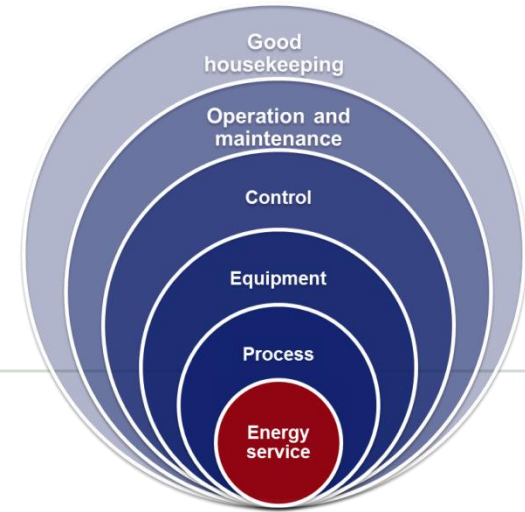 Good
housekeeping
Operation and
maintenance
Control
Equipment
Process
Energy
service